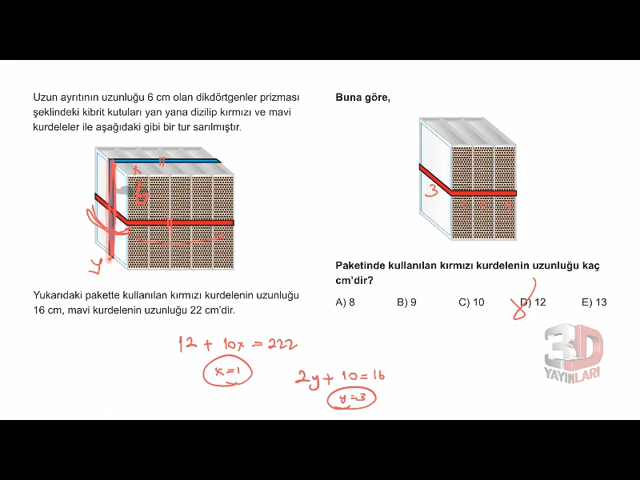 Uzun ayrıtının uzunluğu 6 cm olan dikdörtgenler prizması
şeklindeki kibrit kutuları yan yana dizilip kırmızı ve mavi
kurdeleler ile aşağıdaki gibi bir tur sarılmıştır.
x
6
y
Yukarıdaki pakette kullanılan kırmızı kurdelenin uzunluğu
16 cm, mavi kurdelenin uzunluğu 22 cm'dir.
12 + 10x = 222
x = 1
2y + 10 = 16
y = 3
Buna göre,
3
Paketinde kullanılan kırmızı kurdelenin uzunluğu kaç
cm'dir?
A) 8 B) 9 C) 10 D) 12 E) 13
3D
YAYINLARI